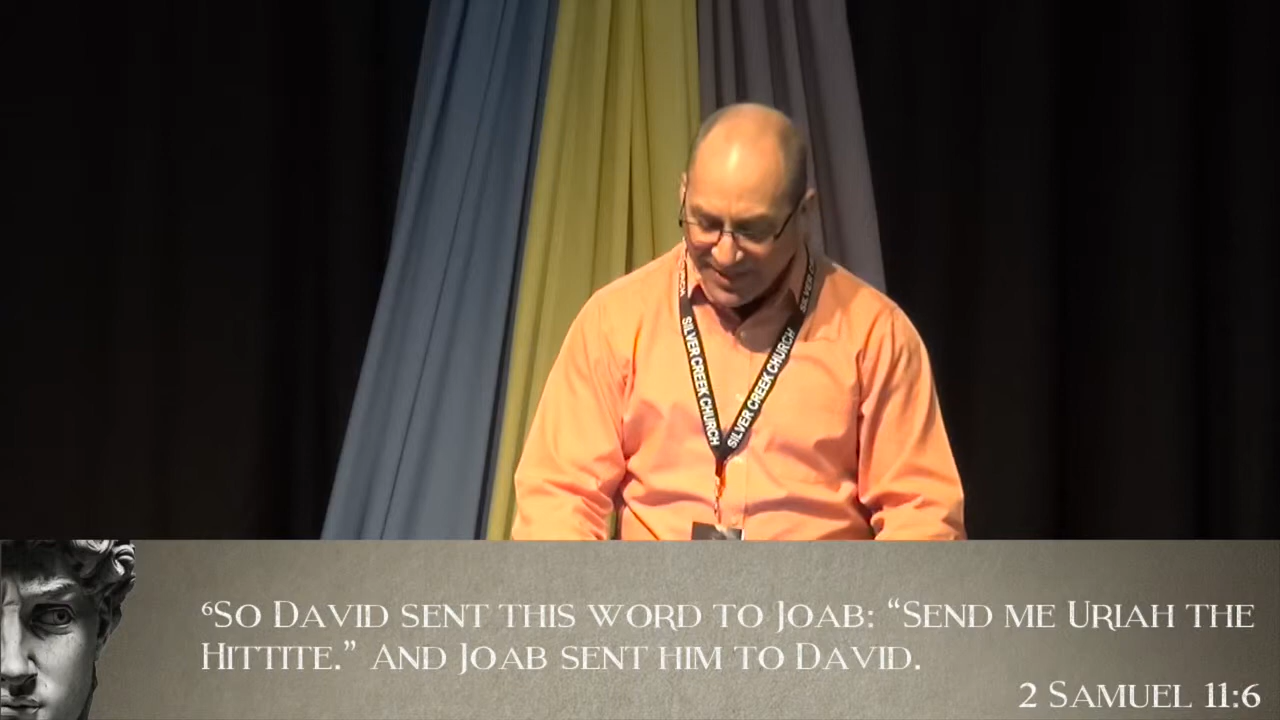 SILVER CREEK CHURCH
SILVER CREEK CHURCH
SILVER
⁶So David sent this word to Joab: “Send me Uriah the
Hittite.” And Joab sent him to David.
2 Samuel 11:6